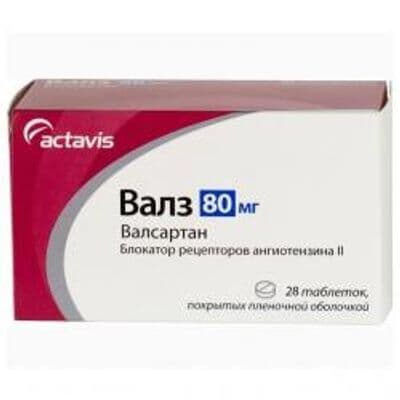 actavis
Валз 80 мг
Валсартан
Блокатор рецепторов ангиотензина II
28 таблеток,
покрытых пленочной оболочкой